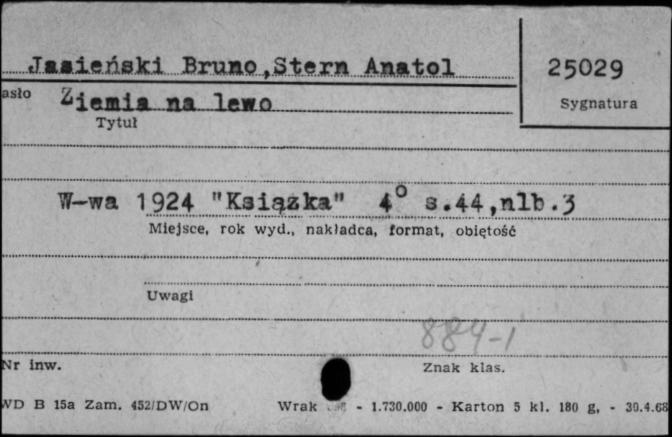 Jasieński Bruno,Stern Anatol
25029
asło
Ziemia na lewo
Sygnatura
Tytuł
W-wa 1924 "Książka" 4° s.44,nlb.3
Miejsce, rok wyd., nakładca, format, obiętość
Uwagi
884-1
Nr inw.
Znak klas.
WD B 15a Zam. 452/DW/On Wrak - 1.730.000 - Karton 5 kl. 180 g, - 30.4.68